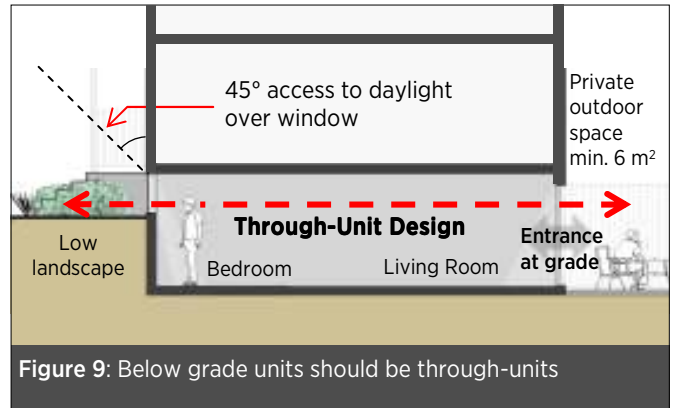 45° access to daylight
over window
Private
outdoor
space
min. 6 m²
Through-Unit Design
Low
landscape
Bedroom
Living Room
Entrance
at grade
Figure 9: Below grade units should be through-units